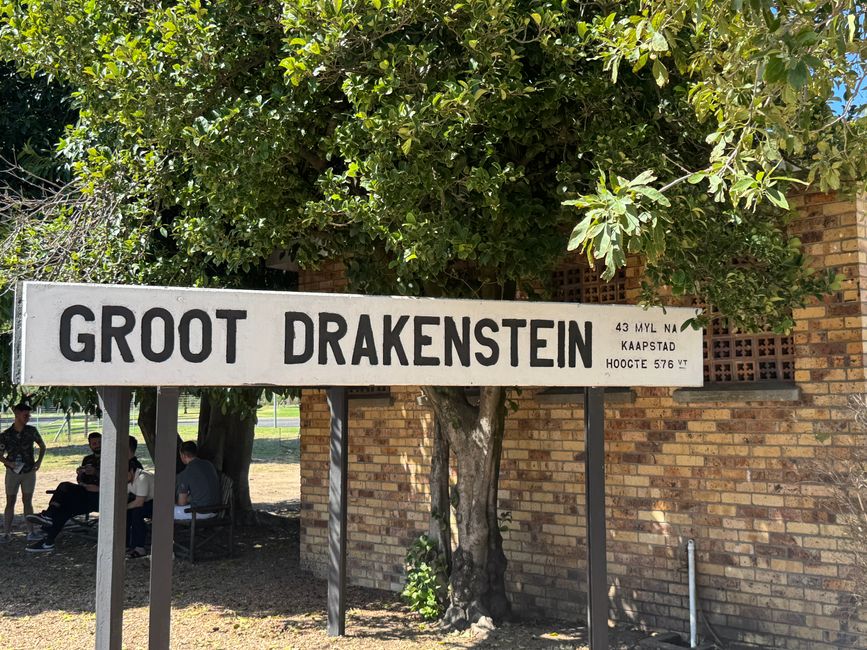 GROOT DRAKENSTEIN
43 MYL NA
KAAPSTAD
HOOGTE 576 VT